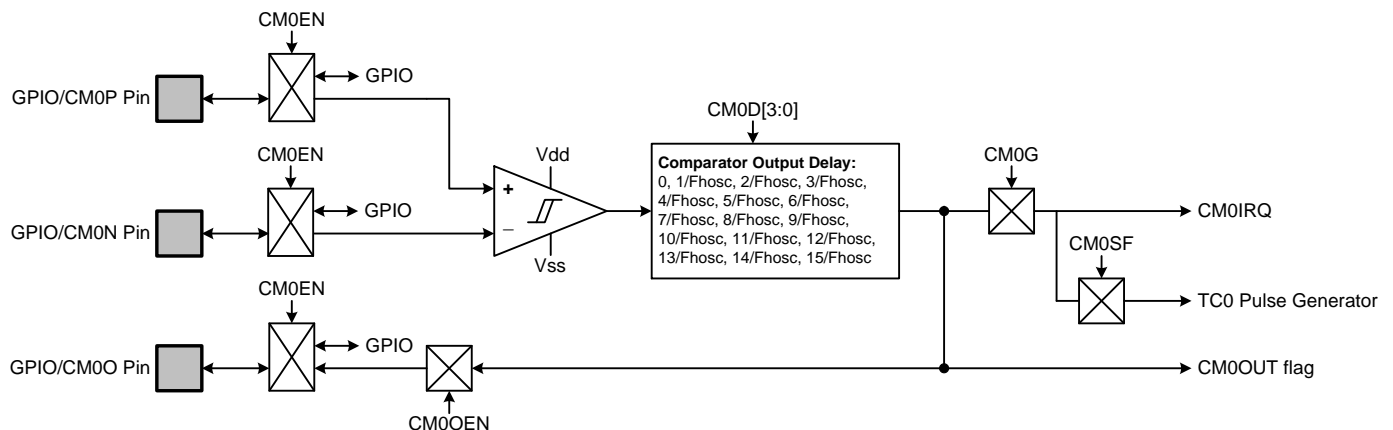 CM0EN
GPIO
GPIO/CM0P Pin
CM0D[3:0]
CM0EN
Vdd
Comparator Output Delay:
0, 1/Fhosc, 2/Fhosc, 3/Fhosc,
4/Fhosc, 5/Fhosc, 6/Fhosc,
7/Fhosc, 8/Fhosc, 9/Fhosc,
10/Fhosc, 11/Fhosc, 12/Fhosc,
13/Fhosc, 14/Fhosc, 15/Fhosc
CM0G
+
GPIO
CM0IRQ
GPIO/CM0N Pin
–
CM0SF
Vss
CM0EN
TC0 Pulse Generator
GPIO
GPIO/CM0O Pin
CM0OUT flag
CM0OEN